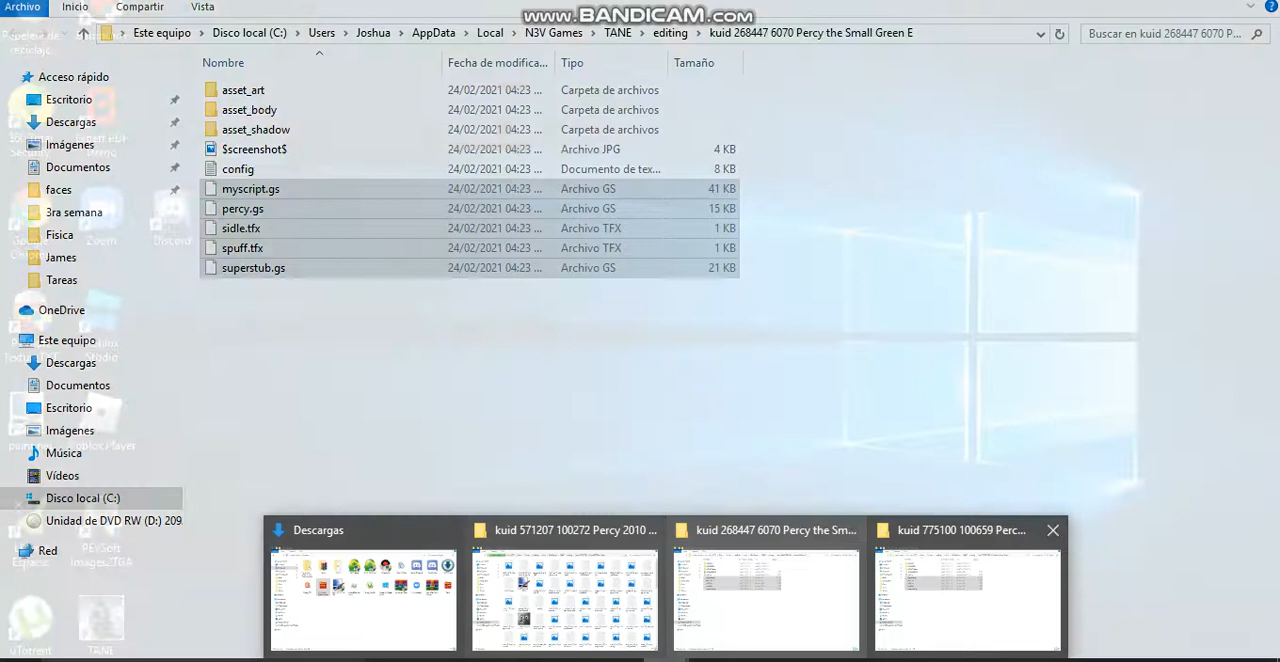 Archivo Inicio Compartir Vista
www.BANDICAM.com
Este equipo > Disco local (C:) > Users > Joshua > AppData > Local > N3V Games > TANE > editing > kuid 268447 6070 Percy the Small Green E
Buscar en kuid 268447 6070 P...
Nombre Fecha de modifica... Tipo Tamaño
Acceso rápido
Escritorio
Descargas
Imágenes
Documentos
faces
3ra semana
Fisica
James
Tareas
OneDrive
Este equipo
Descargas
Documentos
Escritorio
Imágenes
Música
Vídeos
Disco local (C:)
Unidad de DVD RW (D:) 209
Red
asset_art 24/02/2021 04:23 ... Carpeta de archivos
asset_body 24/02/2021 04:23 ... Carpeta de archivos
asset_shadow 24/02/2021 04:23 ... Carpeta de archivos
$screenshot$ 24/02/2021 04:23 ... Archivo JPG 4 KB
config 24/02/2021 04:23 ... Documento de tex... 8 KB
myscript.gs 24/02/2021 04:23 ... Archivo GS 41 KB
percy.gs 24/02/2021 04:23 ... Archivo GS 15 KB
sidle.tfx 24/02/2021 04:23 ... Archivo TFX 1 KB
spuff.tfx 24/02/2021 04:23 ... Archivo TFX 1 KB
superstub.gs 24/02/2021 04:23 ... Archivo GS 21 KB
Zoom
Discord
uTorrent
TANE
Descargas
kuid 571207 100272 Percy 2010 ...
kuid 268447 6070 Percy the Sm...
kuid 775100 100659 Perc...